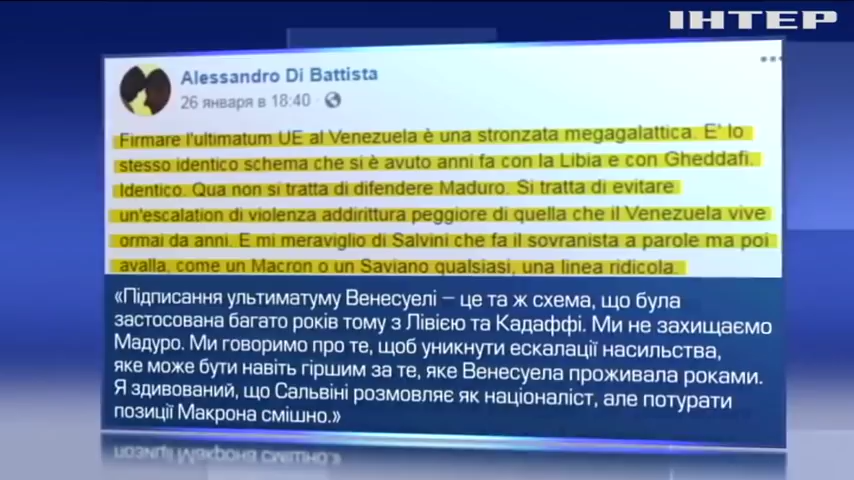 ІНТЕР
Alessandro Di Battista
26 января в 18:40
Firmare l'ultimatum UE al Venezuela è una stronzata megagalattica. E' lo
stesso identico schema che si è avuto anni fa con la Libia e con Gheddafi.
Identico. Qua non si tratta di difendere Maduro. Si tratta di evitare
un'escalation di violenza addirittura peggiore di quella che il Venezuela vive
ormai da anni. E mi meraviglio di Salvini che fa il sovranista a parole ma poi
avalla, come un Macron o un Saviano qualsiasi, una linea ridicola.
«Підписання ультиматуму Венесуелі – це та ж схема, що була
застосована багато років тому з Лівією та Кадаффі. Ми не захищаємо
Мадуро. Ми говоримо про те, щоб уникнути ескалації насильства,
яке може бути навіть гіршим за те, яке Венесуела проживала роками.
Я здивований, що Сальвіні розмовляє як націоналіст, але потурати
позиції Макрона смішно.»